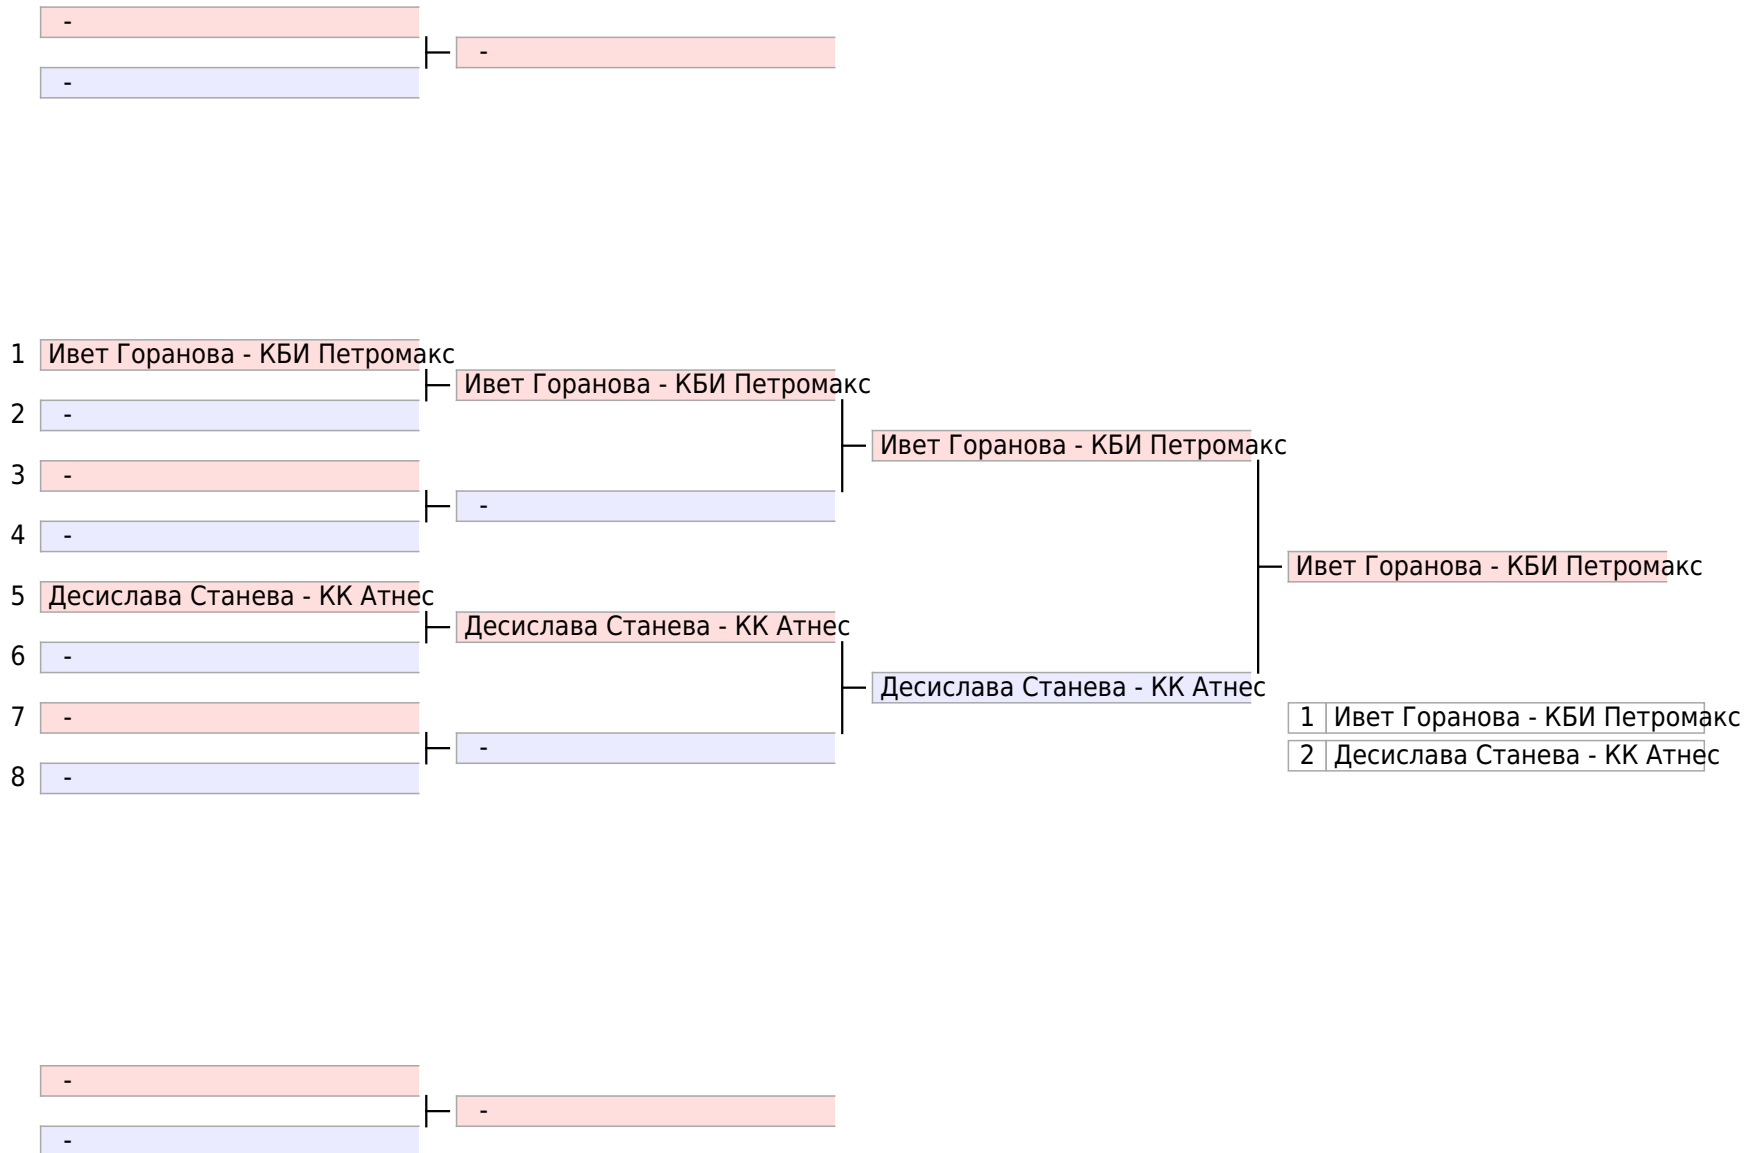 -
-
-
1 Ивет Горанова - КБИ Петромакс
Ивет Горанова - КБИ Петромакс
2 -
Ивет Горанова - КБИ Петромакс
3 -
-
4 -
Ивет Горанова - КБИ Петромакс
5 Десислава Станева - КК Атнес
Десислава Станева - КК Атнес
6 -
Десислава Станева - КК Атнес
7 -
1 Ивет Горанова - КБИ Петромакс
-
2 Десислава Станева - КК Атнес
8 -
-
-
-